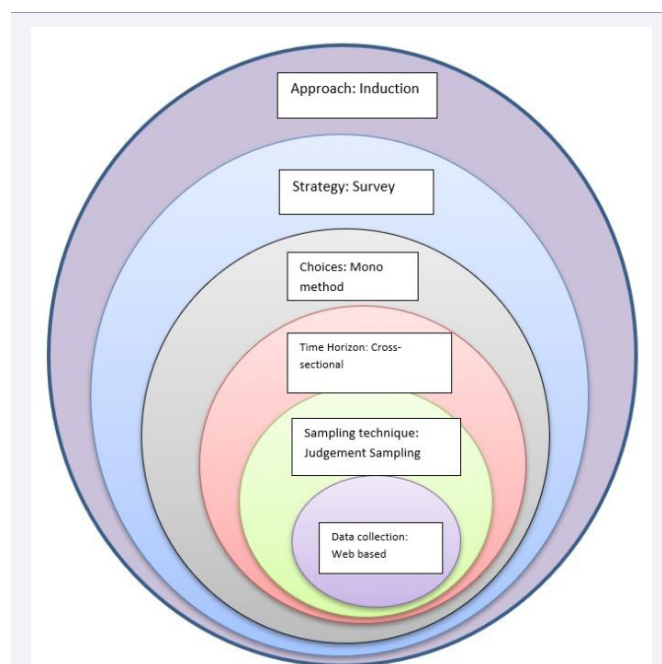 Approach: Induction
Strategy: Survey
Choices: Mono
method
Time Horizon: Cross-
sectional
Sampling technique:
Judgement Sampling
Data collection:
Web based